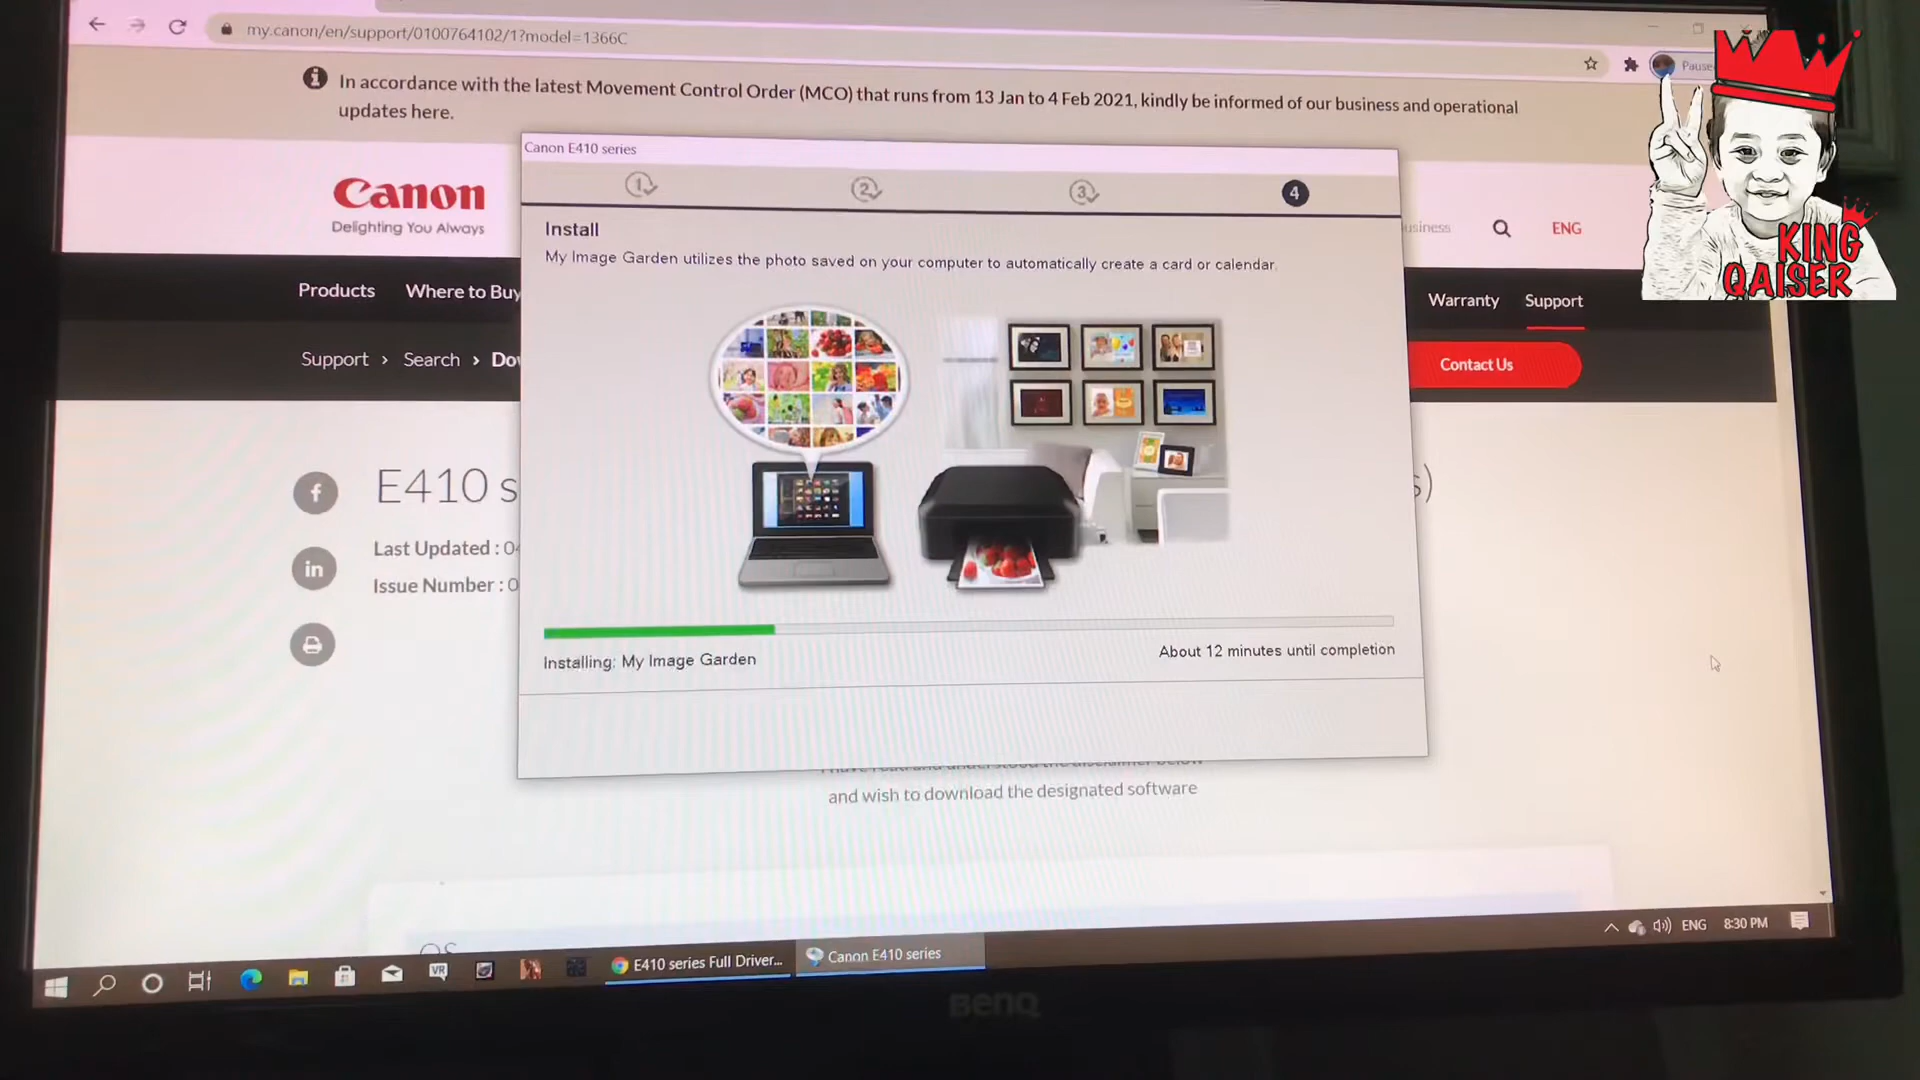 my.canon/en/support/0100764102/1?model=1366C
Paused
In accordance with the latest Movement Control Order (MCO) that runs from 13 Jan to 4 Feb 2021, kindly be informed of our business and operational
updates here.
Canon E410 series
1
2
3
4
Canon
Delighting You Always
ENG
Install
My Image Garden utilizes the photo saved on your computer to automatically create a card or calendar.
KING
QAISER
Products
Where to Buy
Warranty
Support
Support > Search >
Contact Us
E410
Last Updated :
Issue Number :
f
in
Installing: My Image Garden
About 12 minutes until completion
and wish to download the designated software
OS
VR
E410 series Full Driver...
Canon E410 series
ENG
8:30 PM
BenQ